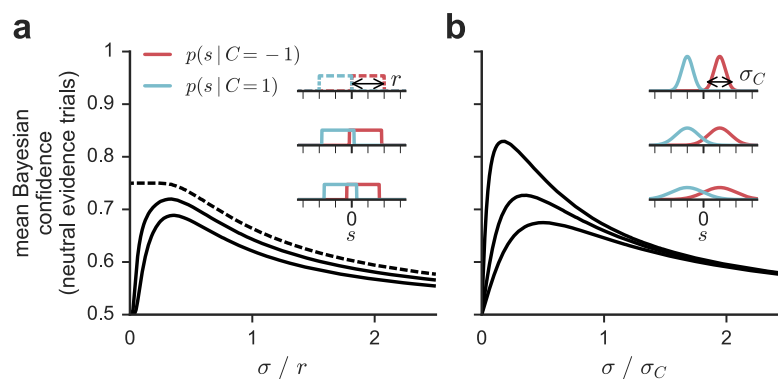 a
b
p(s | C = −1)
p(s | C = 1)
r
σ_C
mean Bayesian
confidence
(neutral evidence trials)
1
0.9
0.8
0.7
0.6
0.5
0
s
0
s
0
1
2
0
1
2
σ / r
σ / σ_C